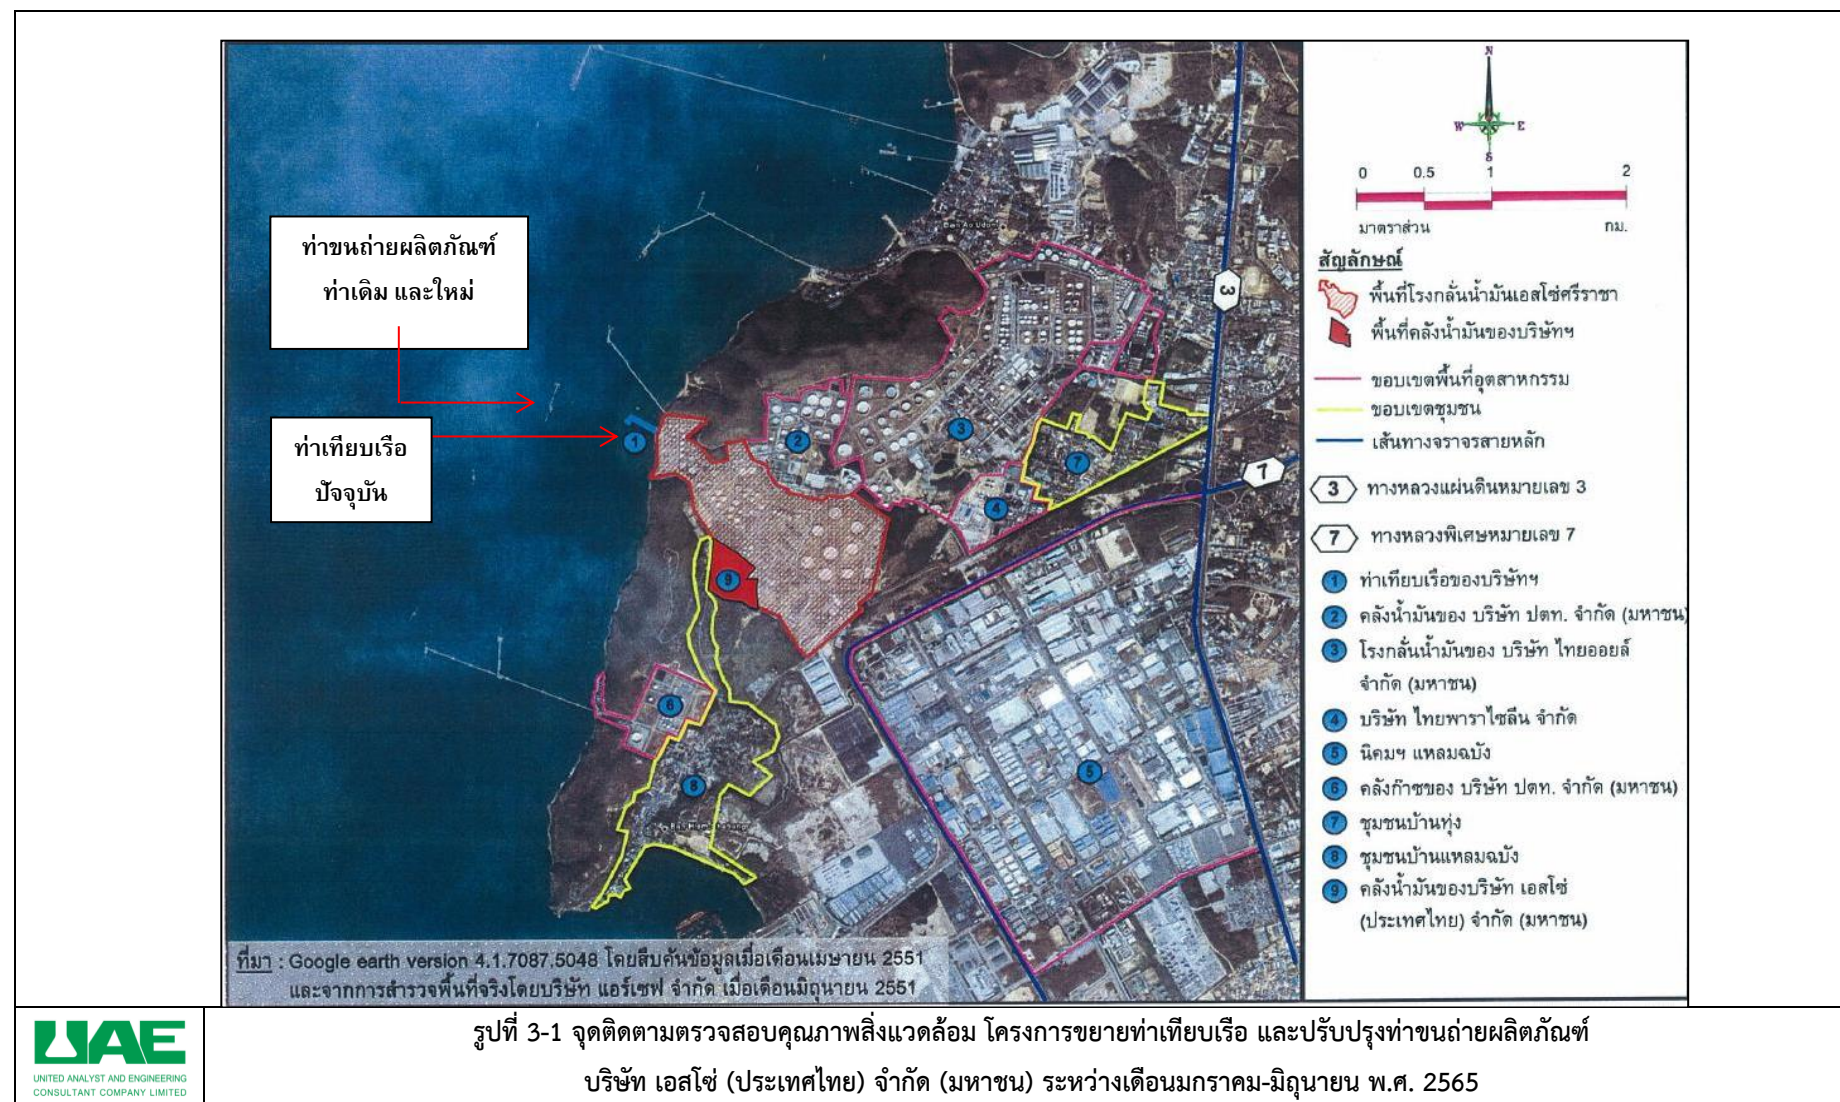 ท่าขนถ่ายผลิตภัณฑ์
ท่าเดิม และใหม่
ท่าเทียบเรือ
ปัจจุบัน
1
2
3
4
5
6
7
8
9
3
7
N
W
E
S
0 0.5 1 2
มาตราส่วน กม.
สัญลักษณ์
พื้นที่โรงกลั่นน้ำมันเอสโซ่ศรีราชา
พื้นที่คลังน้ำมันของบริษัทฯ
ขอบเขตพื้นที่อุตสาหกรรม
ขอบเขตชุมชน
เส้นทางจราจรสายหลัก
3 ทางหลวงแผ่นดินหมายเลข 3
7 ทางหลวงพิเศษหมายเลข 7
1 ท่าเทียบเรือของบริษัทฯ
2 คลังน้ำมันของ บริษัท ปตท. จำกัด (มหาชน)
3 โรงกลั่นน้ำมันของ บริษัท ไทยออยล์
จำกัด (มหาชน)
4 บริษัท ไทยพาราไซลีน จำกัด
5 นิคมฯ แหลมฉบัง
6 คลังก๊าซของ บริษัท ปตท. จำกัด (มหาชน)
7 ชุมชนบ้านทุ่ง
8 ชุมชนบ้านแหลมฉบัง
9 คลังน้ำมันของบริษัท เอสโซ่
(ประเทศไทย) จำกัด (มหาชน)
ที่มา : Google earth version 4.1.7087.5048 โดยสืบค้นข้อมูลเมื่อเดือนเมษายน 2551
และจากการสำรวจพื้นที่จริงโดยบริษัท แอร์เซฟ จำกัด เมื่อเดือนมิถุนายน 2551
UAE
UNITED ANALYST AND ENGINEERING
CONSULTANT COMPANY LIMITED
รูปที่ 3-1 จุดติดตามตรวจสอบคุณภาพสิ่งแวดล้อม โครงการขยายท่าเทียบเรือ และปรับปรุงท่าขนถ่ายผลิตภัณฑ์
บริษัท เอสโซ่ (ประเทศไทย) จำกัด (มหาชน) ระหว่างเดือนมกราคม-มิถุนายน พ.ศ. 2565